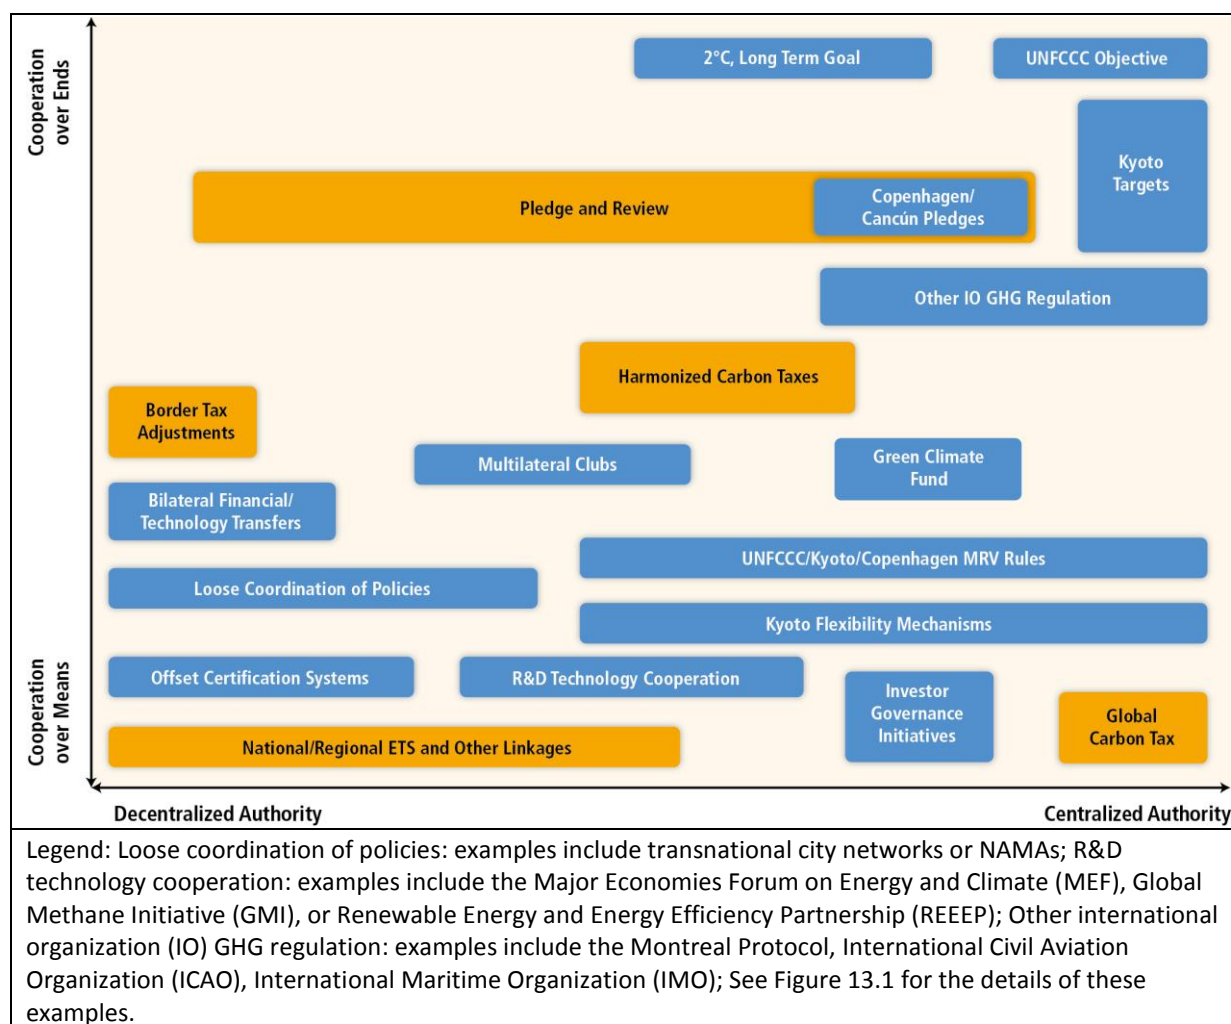 Cooperation
over Ends
2°C, Long Term Goal
UNFCCC Objective
Kyoto
Targets
Pledge and Review
Copenhagen/
Cancún Pledges
Other IO GHG Regulation
Harmonized Carbon Taxes
Border Tax
Adjustments
Multilateral Clubs
Green Climate
Fund
Bilateral Financial/
Technology Transfers
UNFCCC/Kyoto/Copenhagen MRV Rules
Loose Coordination of Policies
Kyoto Flexibility Mechanisms
Cooperation
over Means
Offset Certification Systems
R&D Technology Cooperation
Investor
Governance
Initiatives
Global
Carbon Tax
National/Regional ETS and Other Linkages
Decentralized Authority
Centralized Authority
Legend: Loose coordination of policies: examples include transnational city networks or NAMAs; R&D
technology cooperation: examples include the Major Economies Forum on Energy and Climate (MEF), Global
Methane Initiative (GMI), or Renewable Energy and Energy Efficiency Partnership (REEEP); Other international
organization (IO) GHG regulation: examples include the Montreal Protocol, International Civil Aviation
Organization (ICAO), International Maritime Organization (IMO); See Figure 13.1 for the details of these
examples.